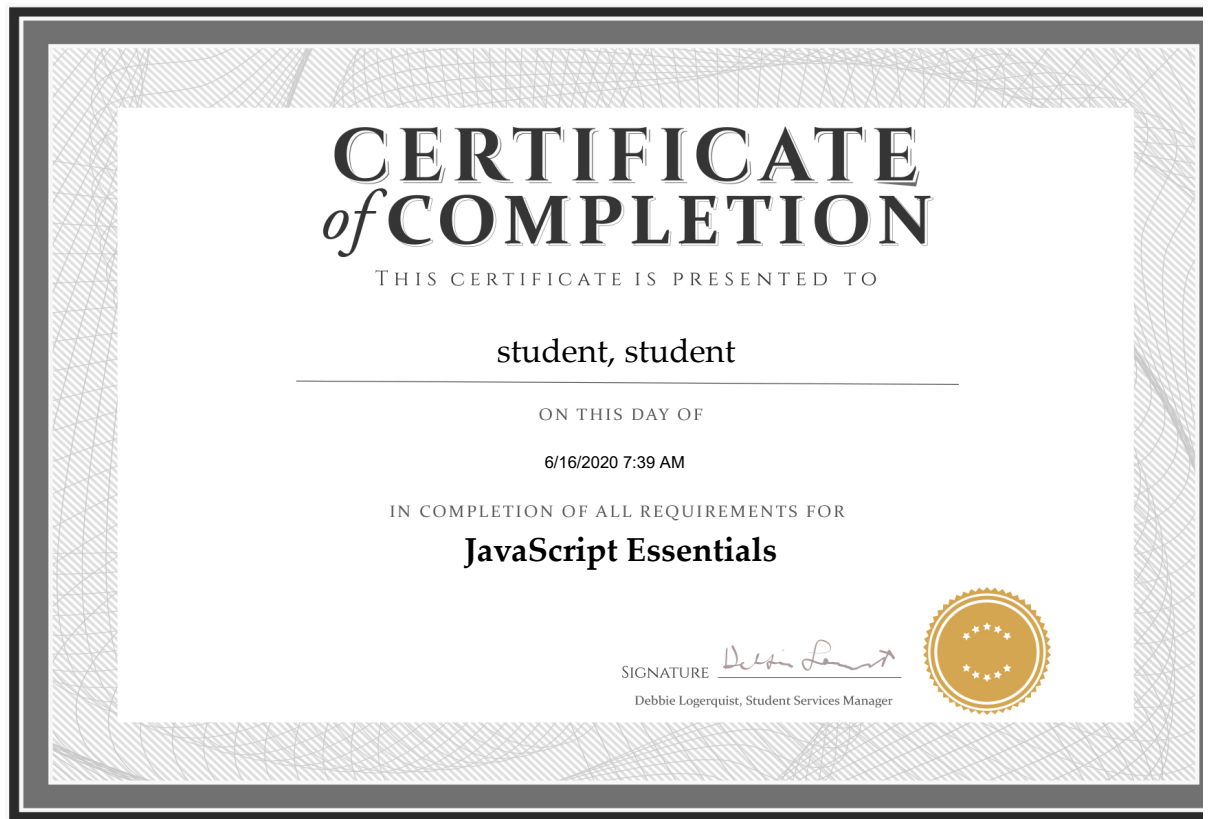 CERTIFICATE
of COMPLETION
THIS CERTIFICATE IS PRESENTED TO
student, student
ON THIS DAY OF
6/16/2020 7:39 AM
IN COMPLETION OF ALL REQUIREMENTS FOR
JavaScript Essentials
SIGNATURE
Debbie Logerquist, Student Services Manager